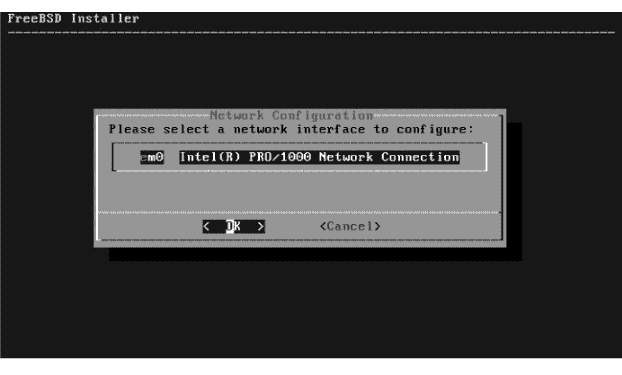 FreeBSD Installer
Network Configuration
Please select a network interface to configure:
em0 Intel(R) PRO/1000 Network Connection
< OK > <Cancel>